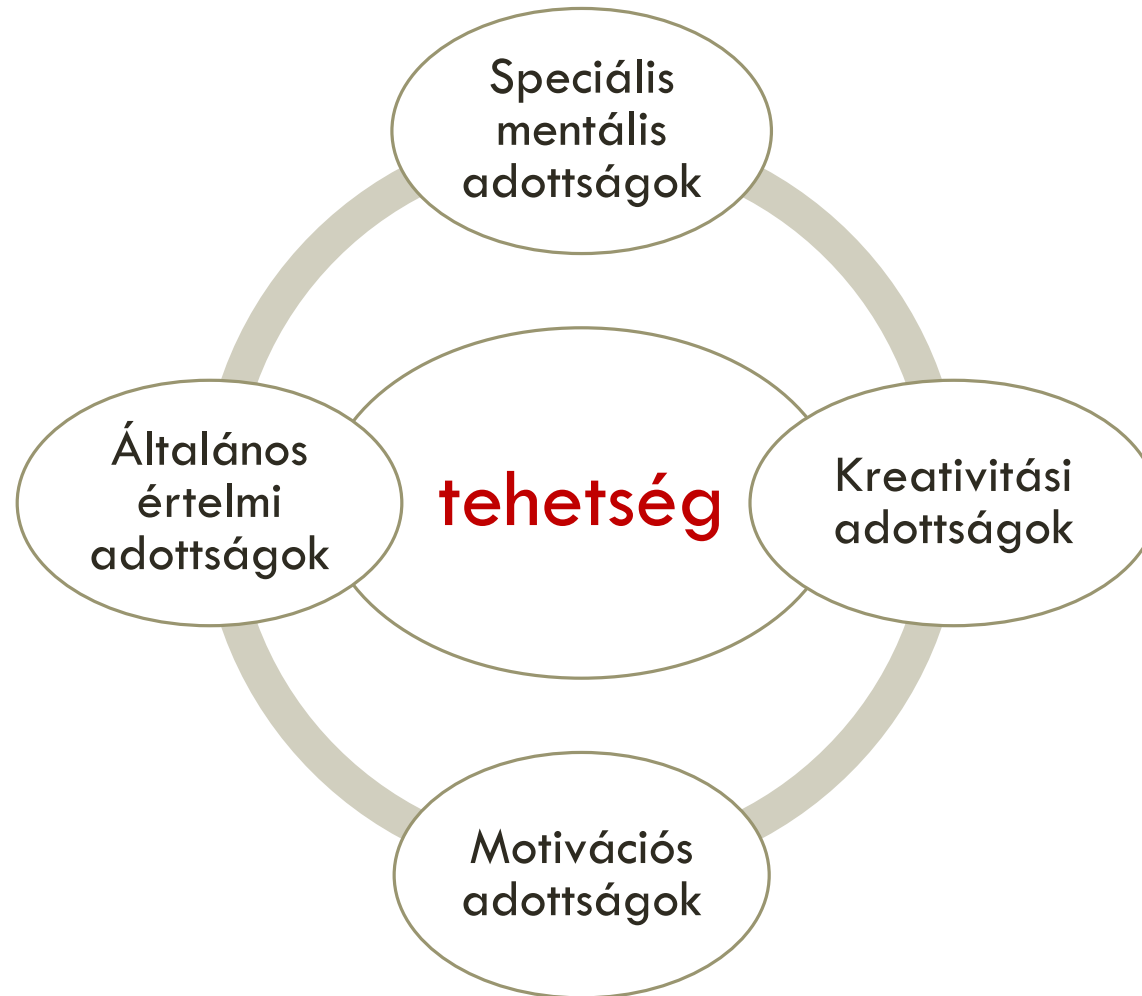 Speciális
mentális
adottságok
Általános
értelmi
adottságok
tehetség
Kreativitási
adottságok
Motivációs
adottságok